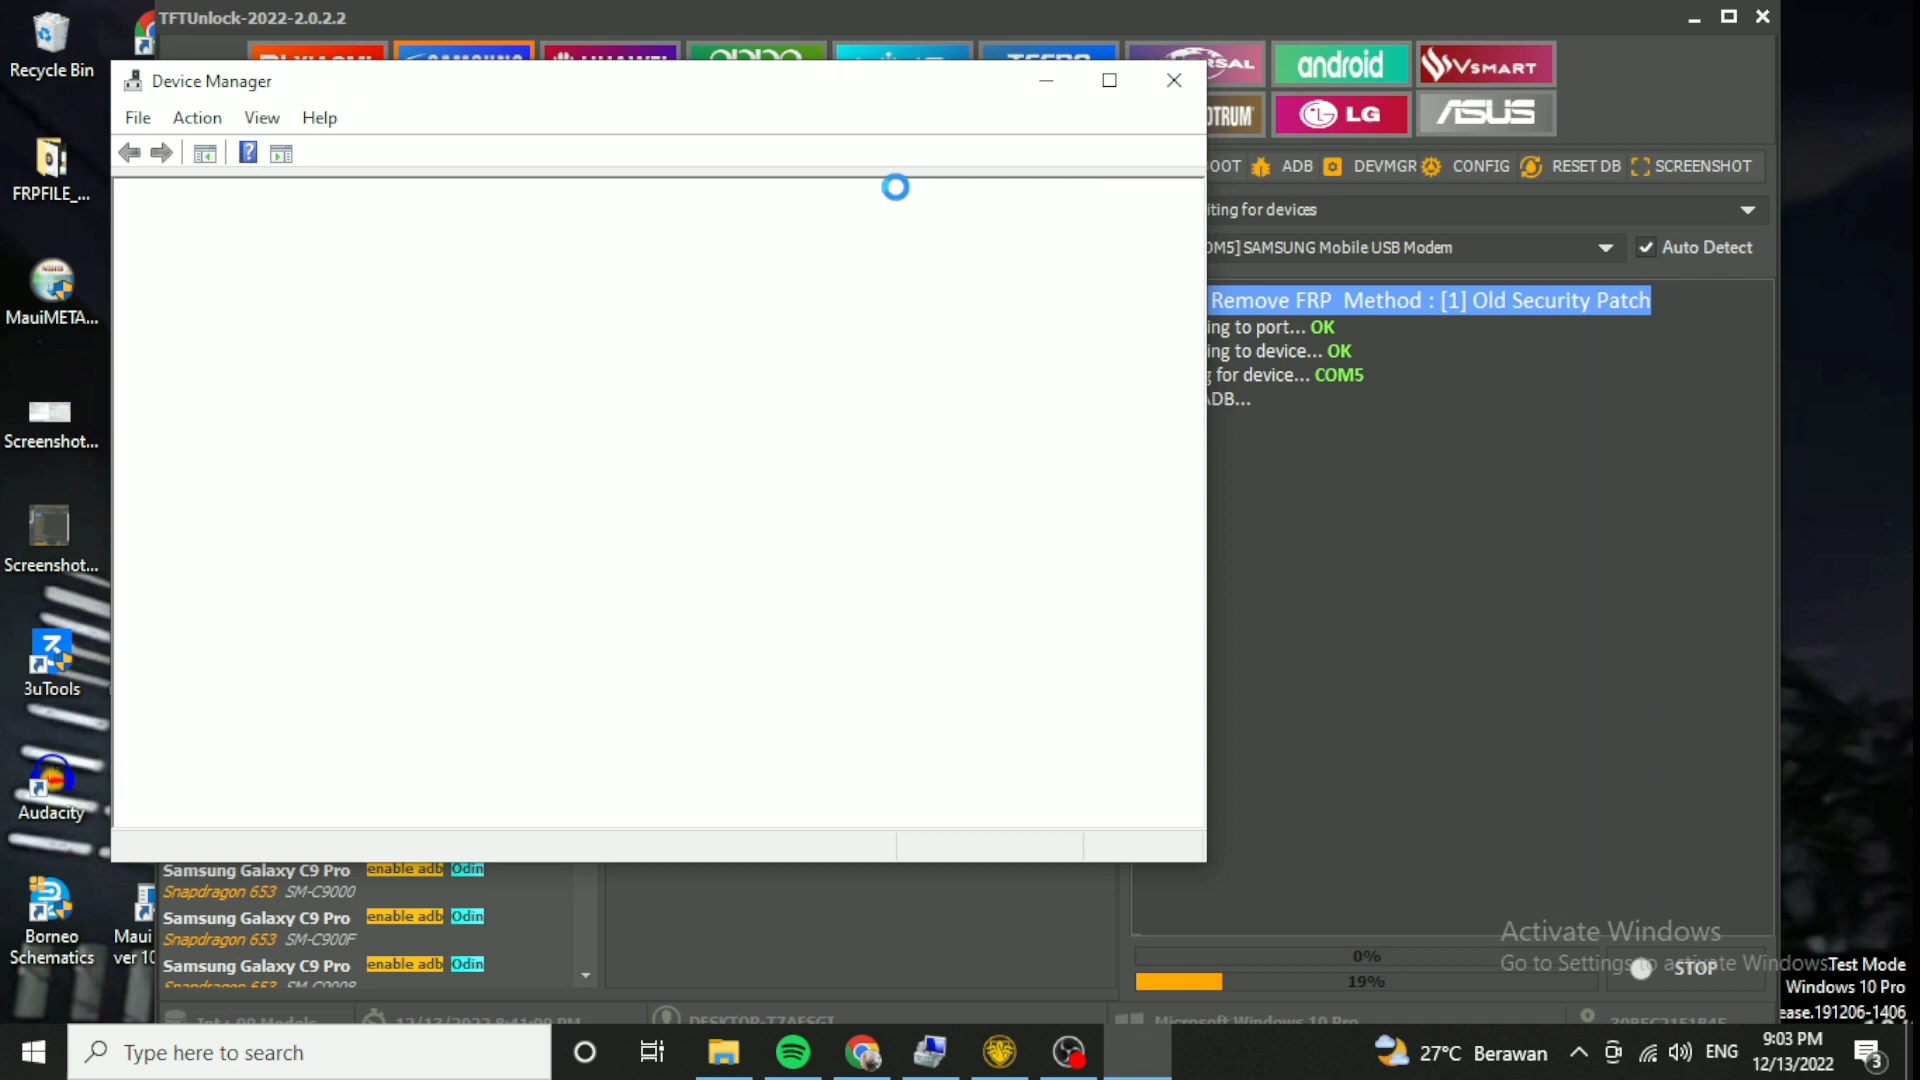 TFTUnlock-2022-2.0.2.2
Recycle Bin
FRPFILE_...
MauiMETA...
Screenshot...
Screenshot...
3uTools
Audacity
Borneo
Schematics
Maui
ver 10
Device Manager
File Action View Help
android
VSMART
LG
ASUS
ADB DEVMGR CONFIG RESET DB SCREENSHOT
iting for devices
OM5] SAMSUNG Mobile USB Modem
Auto Detect
Remove FRP Method : [1] Old Security Patch
ing to port... OK
ing to device... OK
for device... COM5
ADB...
Samsung Galaxy C9 Pro enable adb Odin
Snapdragon 653 SM-C9000
Samsung Galaxy C9 Pro enable adb Odin
Snapdragon 653 SM-C900F
Samsung Galaxy C9 Pro enable adb Odin
0%
19%
STOP
Activate Windows
Go to Settings to activate Windows
Test Mode
Windows 10 Pro
ease.191206-1406
Type here to search
27°C Berawan
ENG
9:03 PM
12/13/2022
3